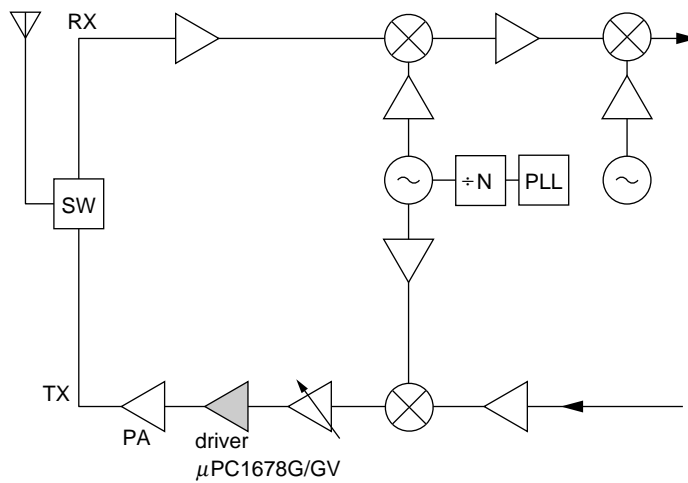 RX
SW
÷N
PLL
TX
PA
driver
μPC1678G/GV